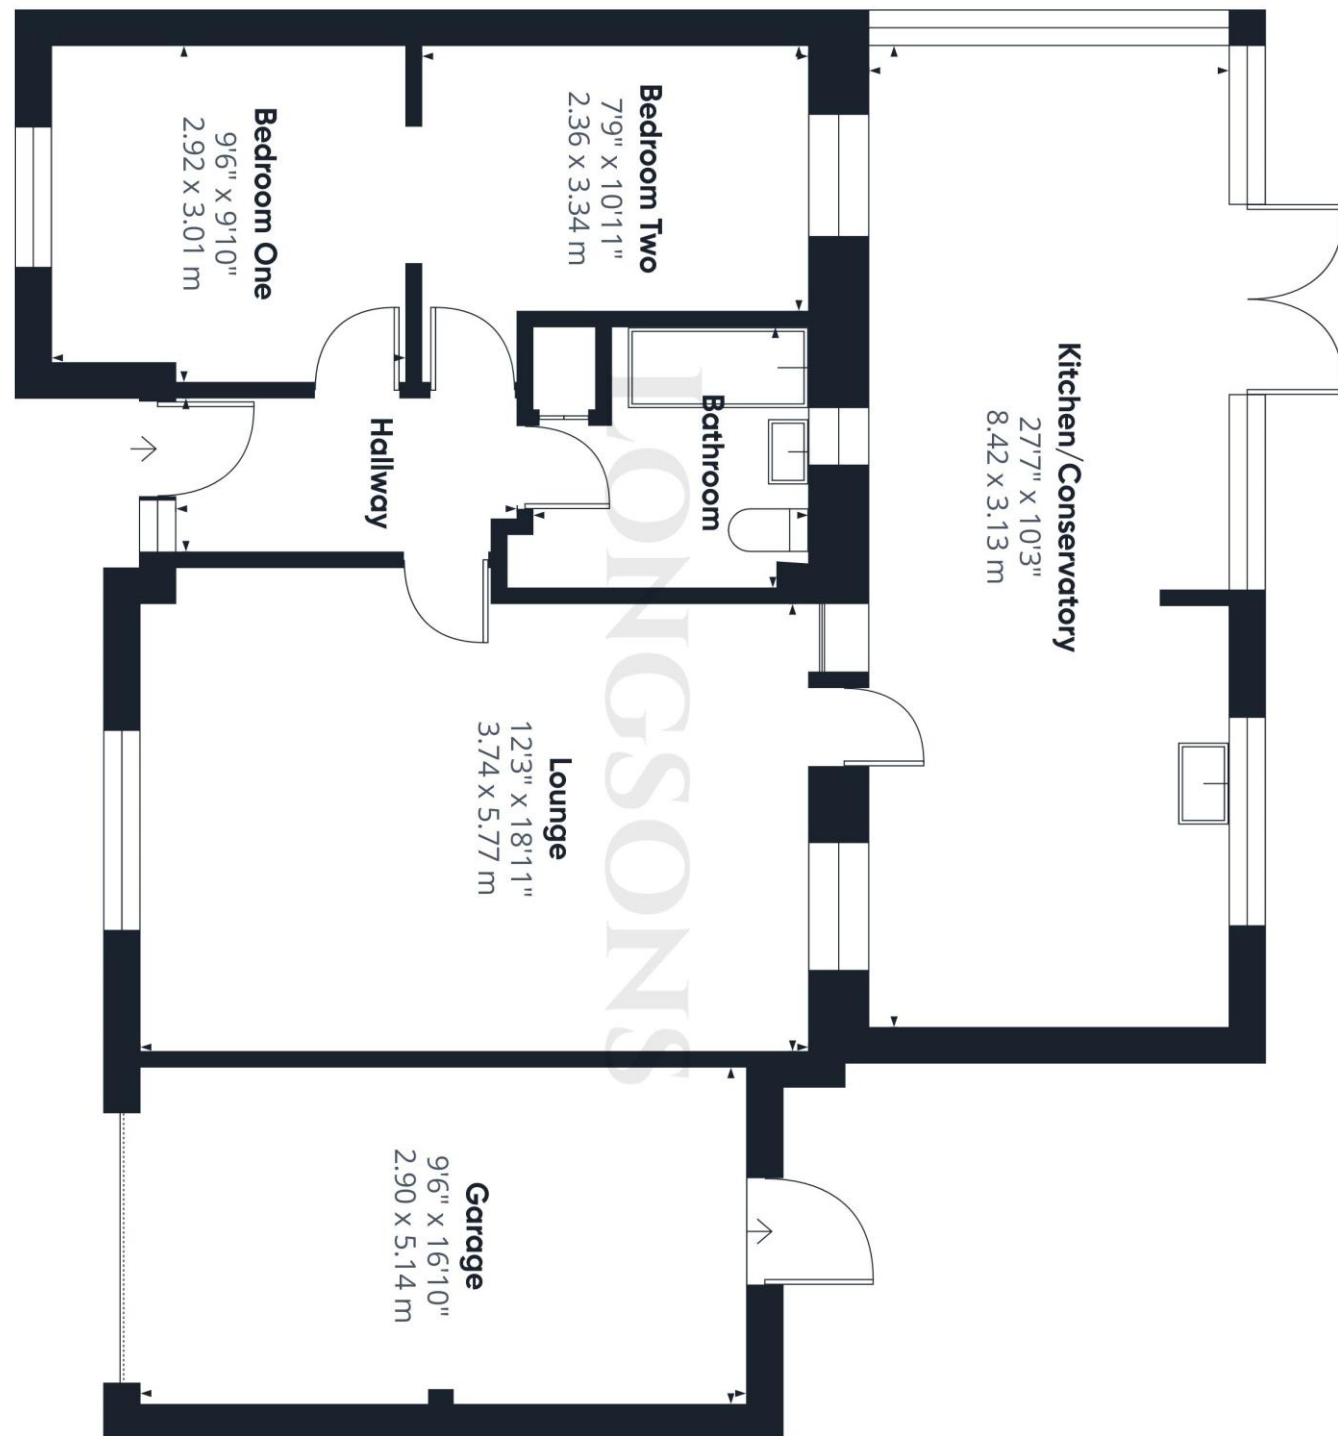 Kitchen/Conservatory
27'7" x 10'3"
8.42 x 3.13 m
Bedroom Two
7'9" x 10'11"
2.36 x 3.34 m
Bathroom
Bedroom One
9'6" x 9'10"
2.92 x 3.01 m
Hallway
LONGSONS
Lounge
12'3" x 18'11"
3.74 x 5.77 m
Garage
9'6" x 16'10"
2.90 x 5.14 m